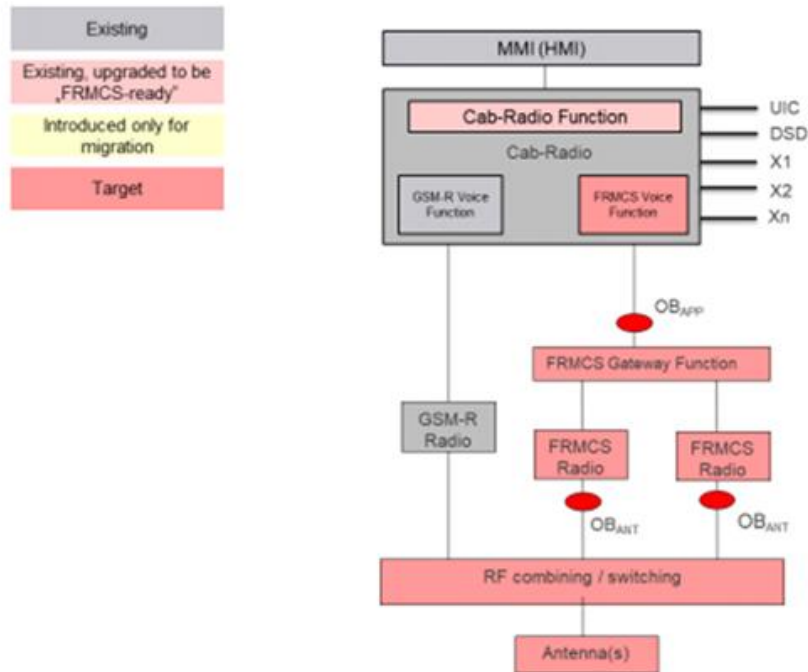 Existing
Existing, upgraded to be
„FRMCS-ready"
Introduced only for
migration
Target
MMI (HMI)
Cab-Radio Function
Cab-Radio
GSM-R Voice
Function
FRMCS Voice
Function
UIC
DSD
X1
X2
Xn
OBAPP
FRMCS Gateway Function
GSM-R
Radio
FRMCS
Radio
FRMCS
Radio
OBANT
OBANT
RF combining / switching
Antenna(s)